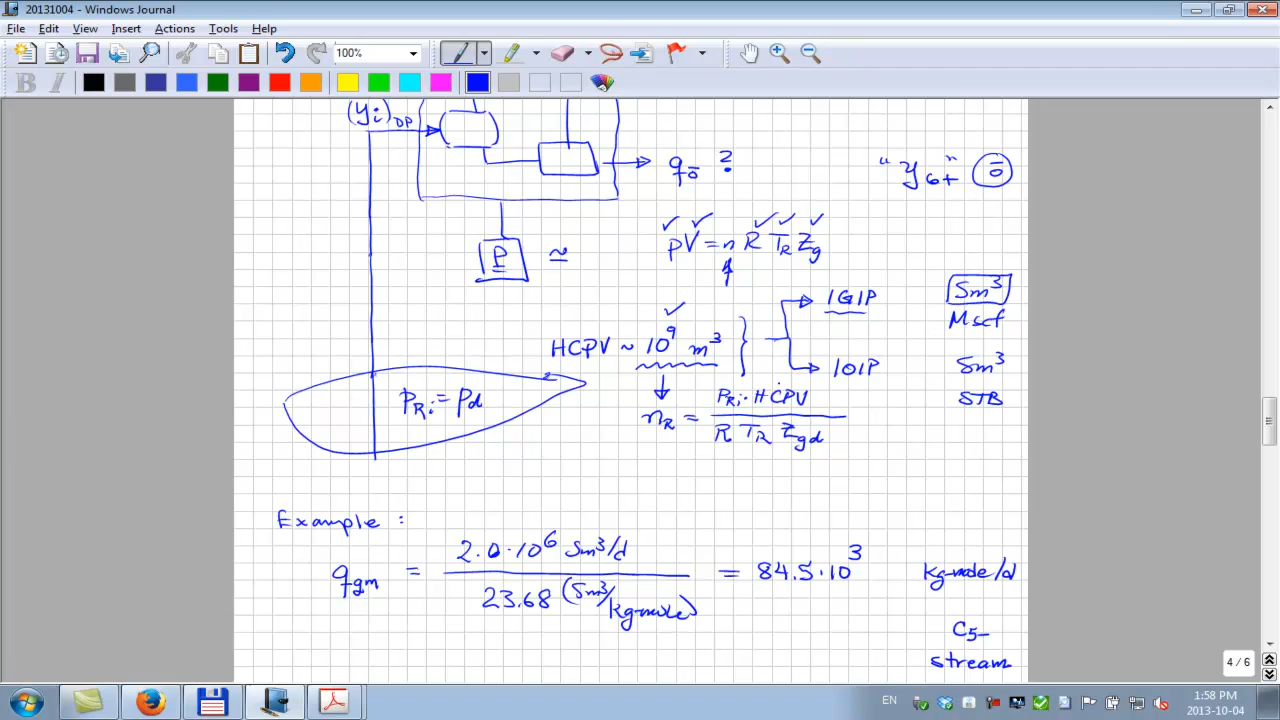 20131004 - Windows Journal
File Edit View Insert Actions Tools Help
100%
B I
(yi)DP
qō ?
"y6+" ō
pV = n R TR Zg
P ≃
IGIP
Sm³
Mscf
HCPV ~ 10⁹ m³
IOIP
Sm³
STB
PRi = Pd
nR = PRi · HCPV / R TR Zgd
Example :
qgm = 2.0·10⁶ Sm³/d / 23.68 (Sm³/kg-mole) = 84.5·10³ kg-mole/d
C5-
stream
4 / 6
EN
1:58 PM
2013-10-04